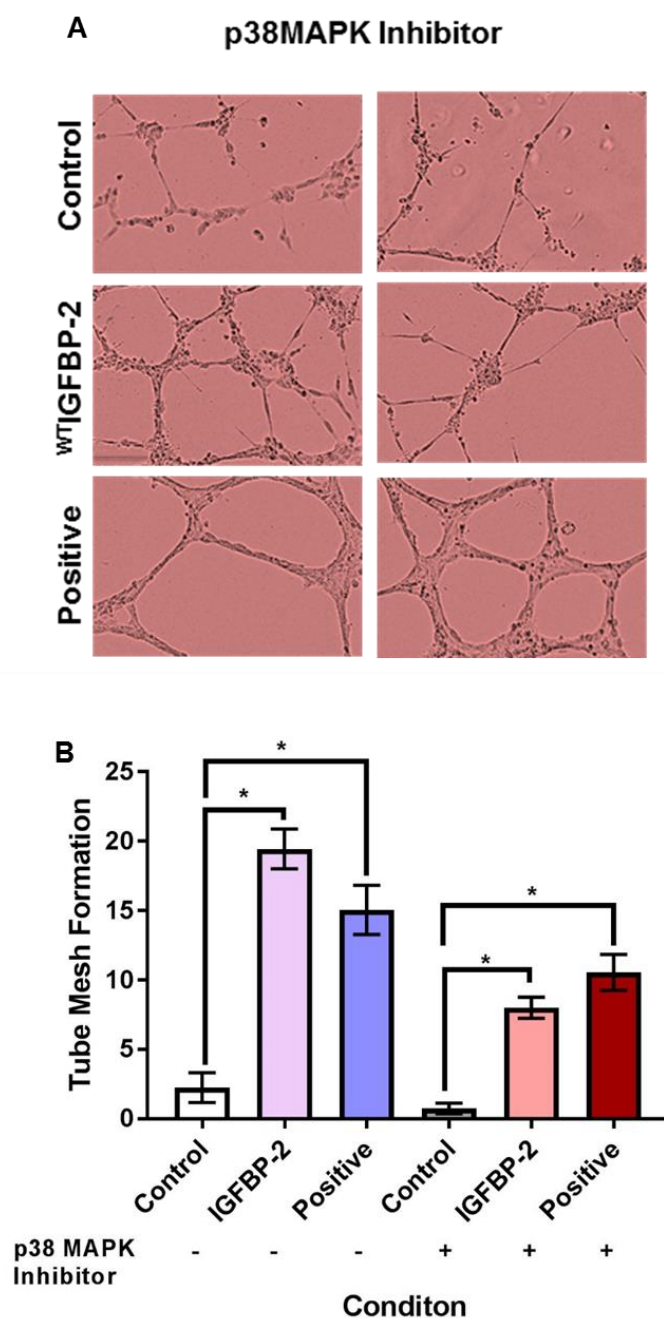 A
p38MAPK Inhibitor
Control
WTIGFBP-2
Positive
B
Tube Mesh Formation
25
20
15
10
5
0
*
*
*
*
Control
IGFBP-2
Positive
Control
IGFBP-2
Positive
p38 MAPK
Inhibitor
- - - + + +
Conditon